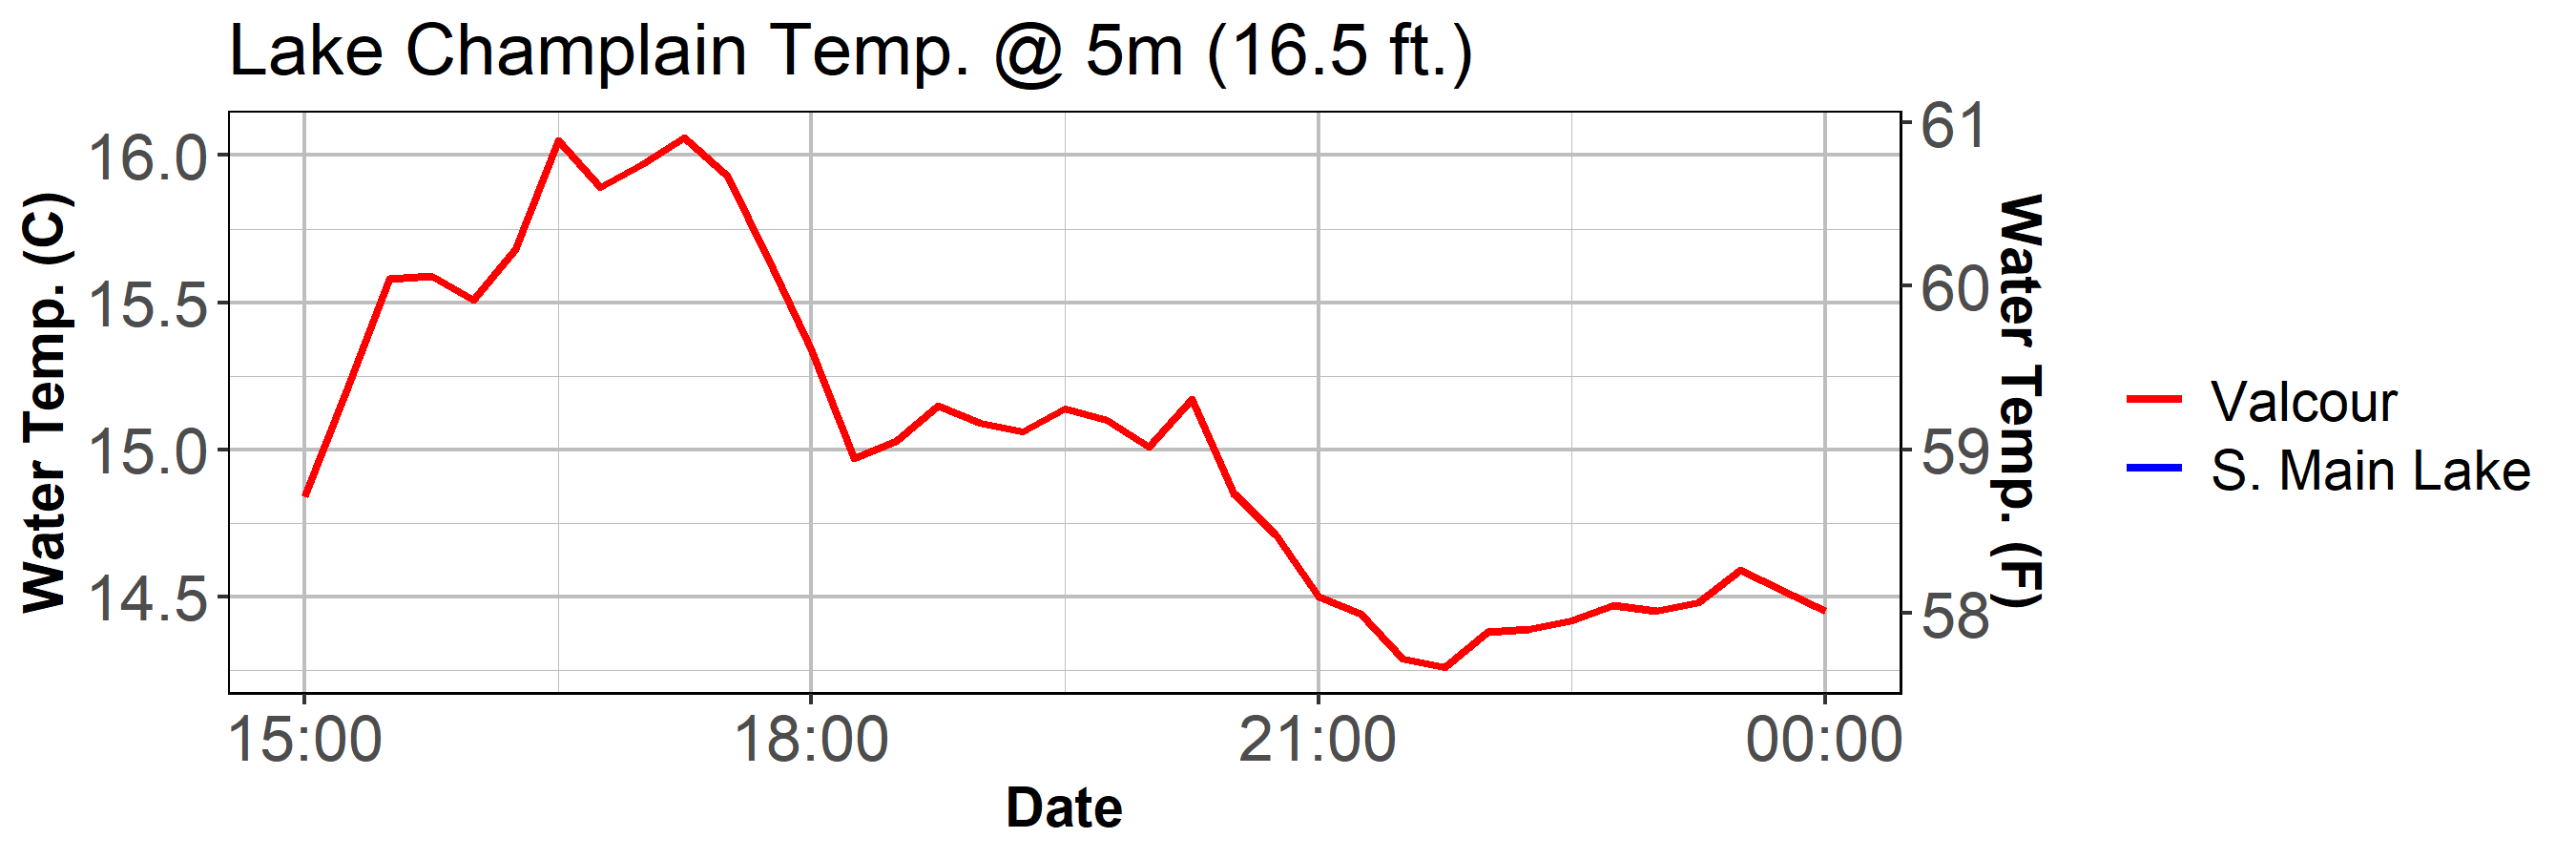 Lake Champlain Temp. @ 5m (16.5 ft.)
Water Temp. (C)
16.0
15.5
15.0
14.5
61
60
59
58
Water Temp. (F)
15:00 18:00 21:00 00:00
Date
Valcour
S. Main Lake